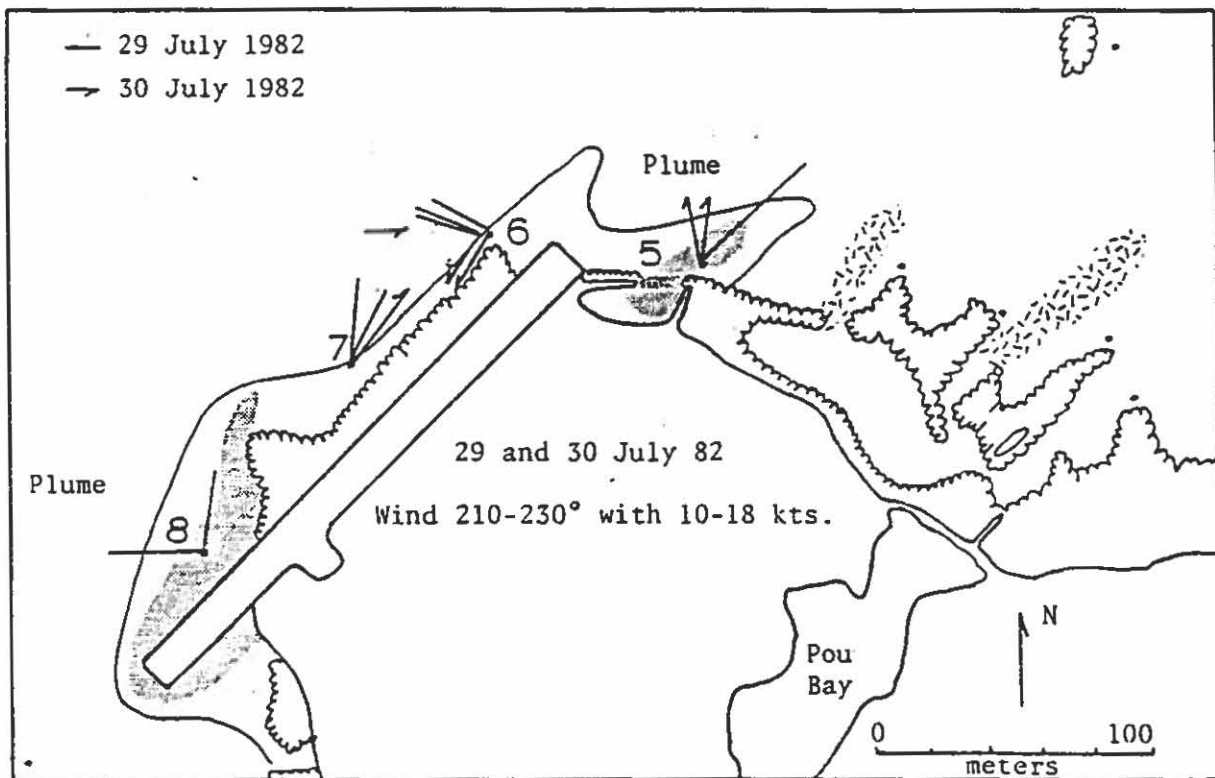 29 July 1982
30 July 1982
Plume
6
5
7
29 and 30 July 82
Plume
Wind 210-230° with 10-18 kts.
8
N
Pou
Bay
0 100
meters